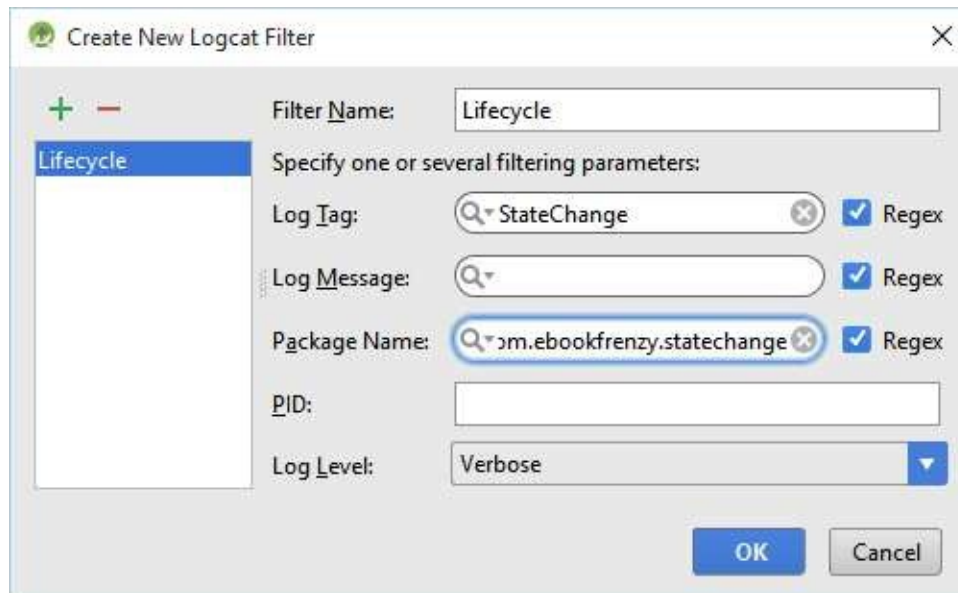 Create New Logcat Filter
Filter Name: Lifecycle
Lifecycle
Specify one or several filtering parameters:
Log Tag: StateChange Regex
Log Message: Regex
Package Name: om.ebookfrenzy.statechange Regex
PID:
Log Level: Verbose
OK Cancel